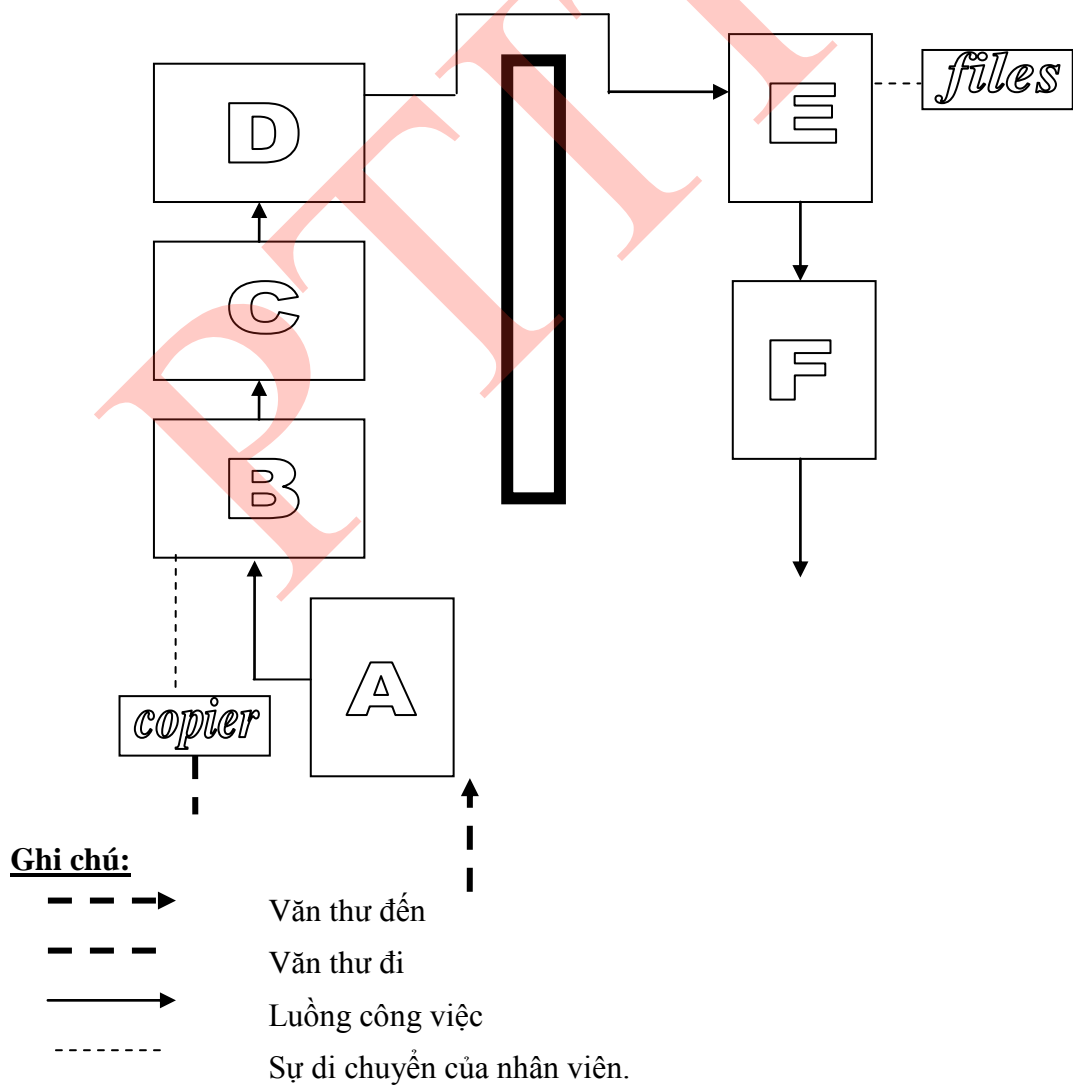 D
E
files
C
F
B
A
copier
Ghi chú:
Văn thư đến
Văn thư đi
Luồng công việc
Sự di chuyển của nhân viên.
PTIT